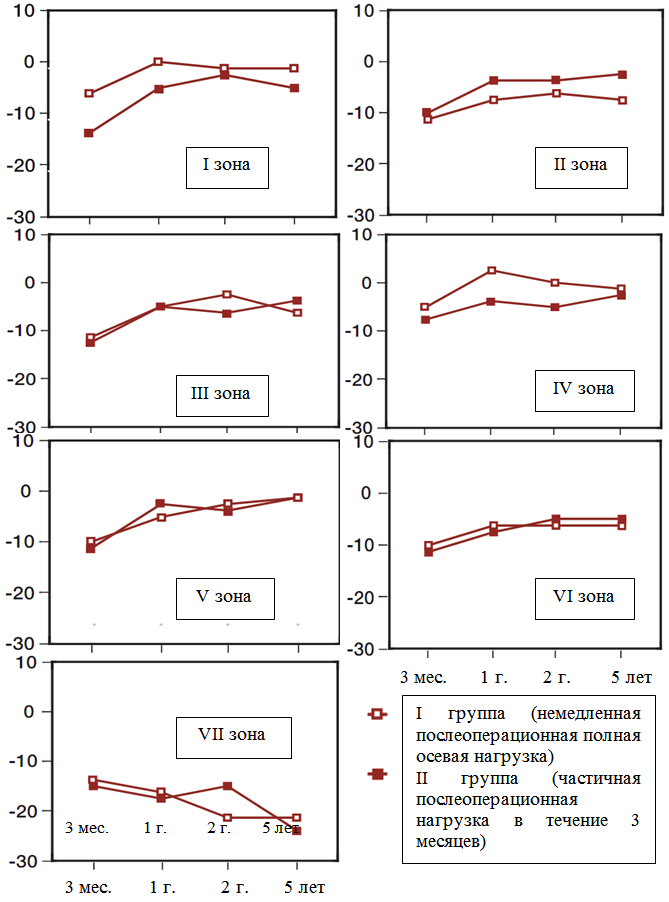 10
0
-10
-20
-30
I зона
10
0
-10
-20
-30
II зона
10
0
-10
-20
-30
III зона
10
0
-10
-20
-30
IV зона
10
0
-10
-20
-30
V зона
10
0
-10
-20
-30
VI зона
3 мес. 1 г. 2 г. 5 лет
10
0
-10
-20
-30
VII зона
3 мес. 1 г. 2 г. 5 лет
3 мес. 1 г. 2 г. 5 лет
I группа (немедленная
послеоперационная полная
осевая нагрузка)
II группа (частичная
послеоперационная
нагрузка в течение 3
месяцев)